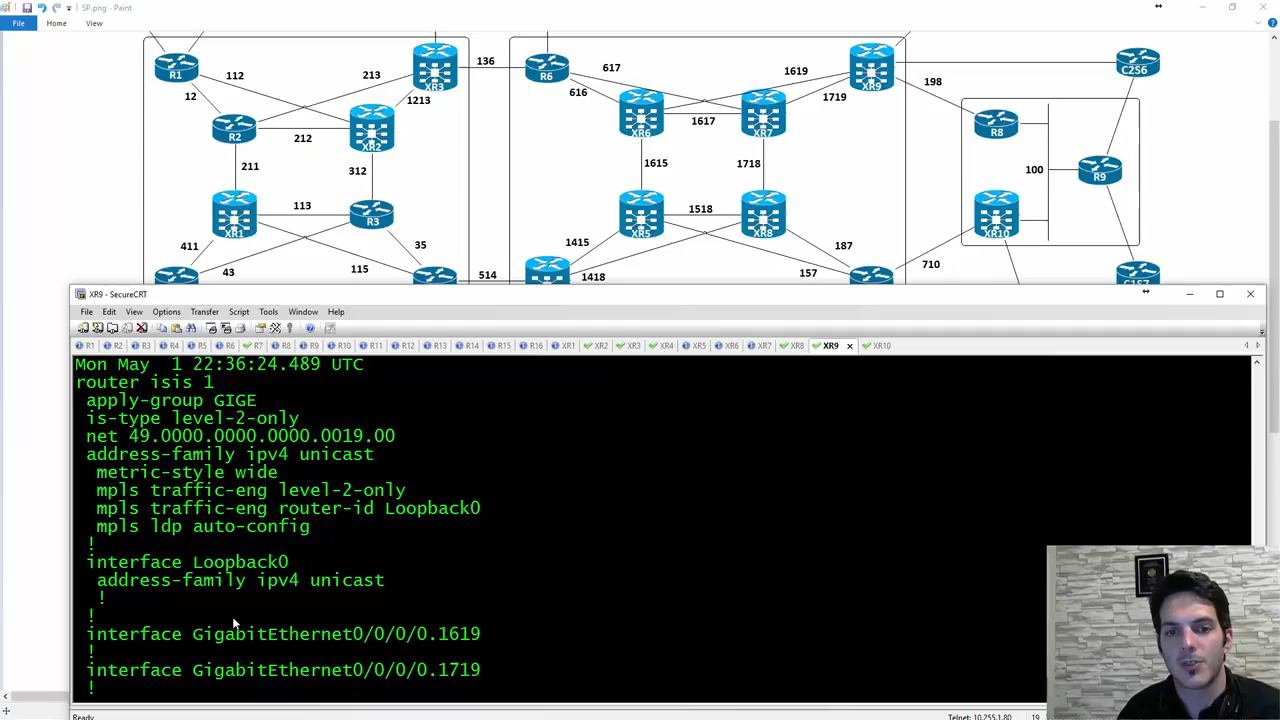 SP.png - Paint
File Home View
R1
XR3
136
R6
617
1619
XR9
C2S6
112
213
616
1719
198
12
1213
XR6
XR7
R8
R2
212
XR2
1617
100
R9
211
312
1615
1718
113
1518
XR1
R3
XR5
XR8
XR10
411
35
1415
187
43
115
514
1418
157
710
XR9 - SecureCRT
File Edit View Options Transfer Script Tools Window Help
R1 R2 R3 R4 R5 R6 R7 R8 R9 R10 R11 R12 R13 R14 R15 R16 XR1 XR2 XR3 XR4 XR5 XR6 XR7 XR8 XR9 XR10
Mon May 1 22:36:24.489 UTC
router isis 1
apply-group GIGE
is-type level-2-only
net 49.0000.0000.0000.0019.00
address-family ipv4 unicast
metric-style wide
mpls traffic-eng level-2-only
mpls traffic-eng router-id Loopback0
mpls ldp auto-config
!
interface Loopback0
address-family ipv4 unicast
!
!
interface GigabitEthernet0/0/0/0.1619
!
interface GigabitEthernet0/0/0/0.1719
!
Ready
Telnet: 10.255.1.80 19